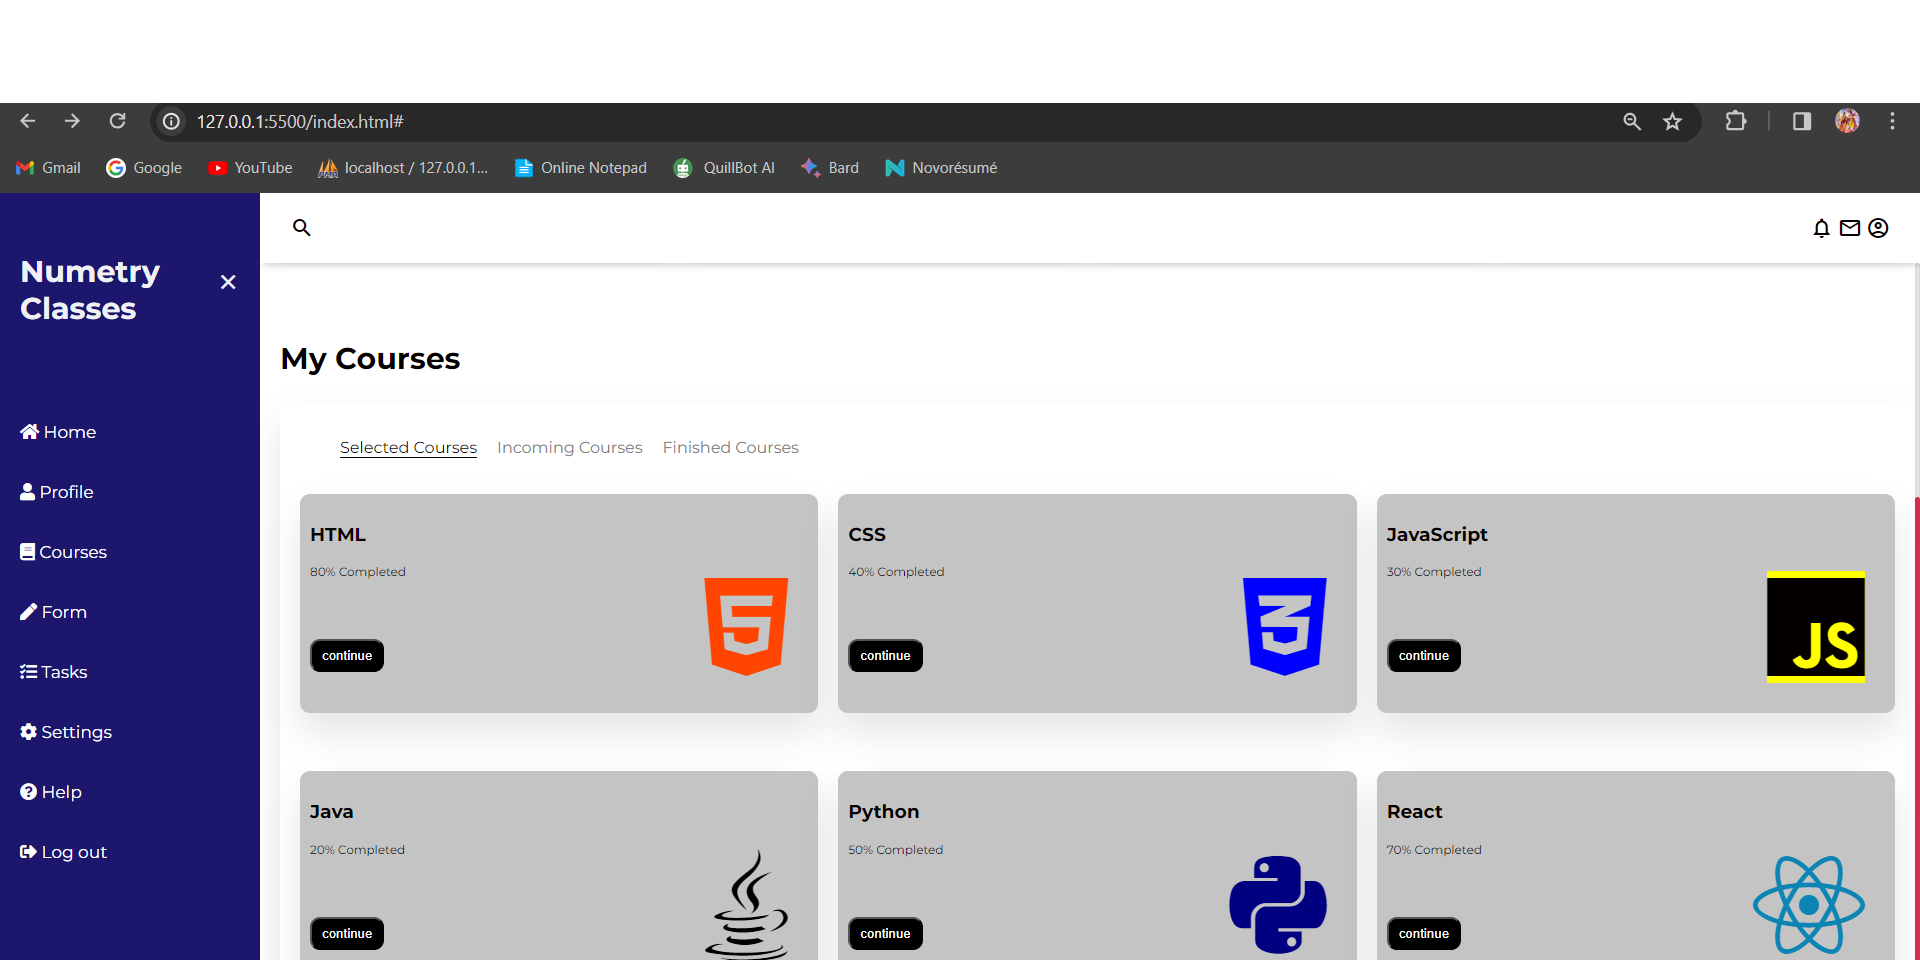 127.0.0.1:5500/index.html#
Gmail Google YouTube localhost / 127.0.0.1... Online Notepad QuillBot AI Bard Novorésumé
Numetry
Classes
Home
Profile
Courses
Form
Tasks
Settings
Help
Log out
My Courses
Selected Courses Incoming Courses Finished Courses
HTML
80% Completed
continue
CSS
40% Completed
continue
JavaScript
30% Completed
JS
continue
Java
20% Completed
continue
Python
50% Completed
continue
React
70% Completed
continue